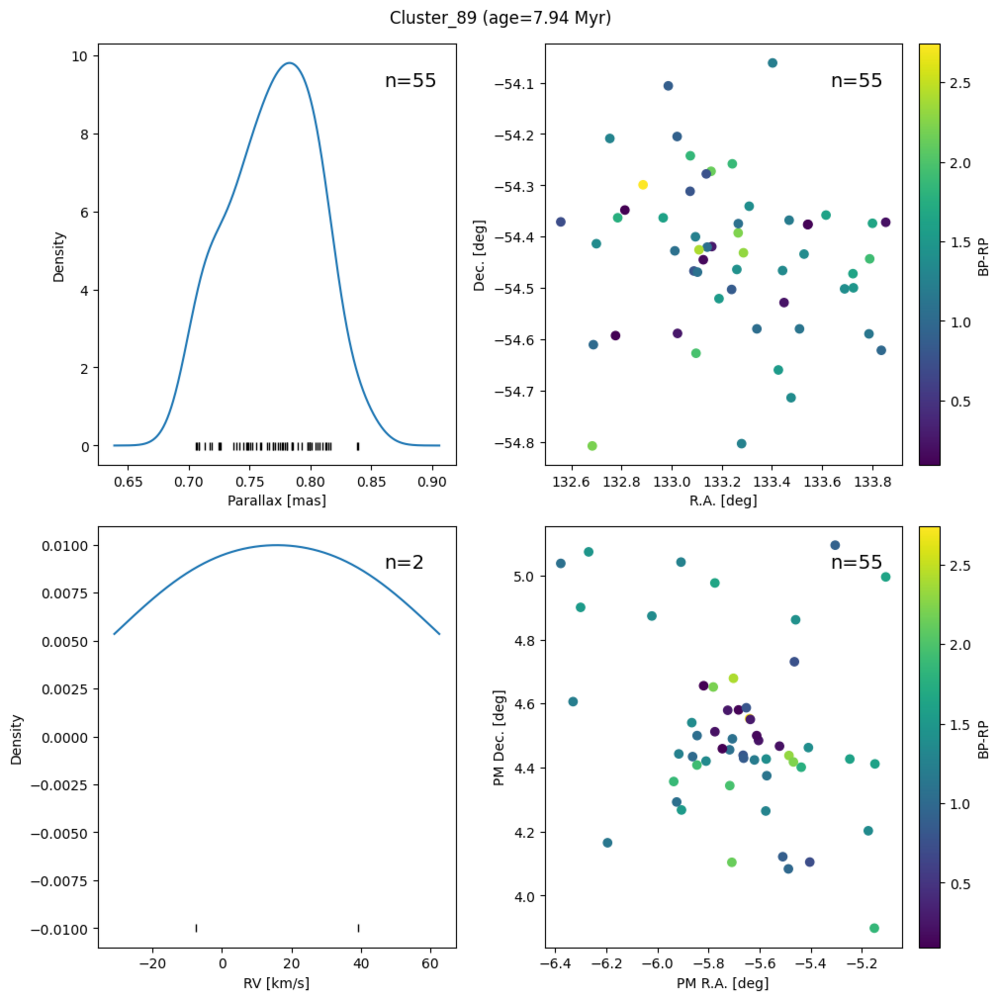 Cluster_89 (age=7.94 Myr)
n=55
10
8
6
4
2
0
Density
0.65 0.70 0.75 0.80 0.85 0.90
Parallax [mas]
n=55
−54.1
−54.2
−54.3
−54.4
−54.5
−54.6
−54.7
−54.8
Dec. [deg]
132.6 132.8 133.0 133.2 133.4 133.6 133.8
R.A. [deg]
2.5
2.0
1.5
1.0
0.5
BP-RP
n=2
0.0100
0.0075
0.0050
0.0025
0.0000
−0.0025
−0.0050
−0.0075
−0.0100
Density
−20 0 20 40 60
RV [km/s]
n=55
5.0
4.8
4.6
4.4
4.2
4.0
PM Dec. [deg]
−6.4 −6.2 −6.0 −5.8 −5.6 −5.4 −5.2
PM R.A. [deg]
2.5
2.0
1.5
1.0
0.5
BP-RP